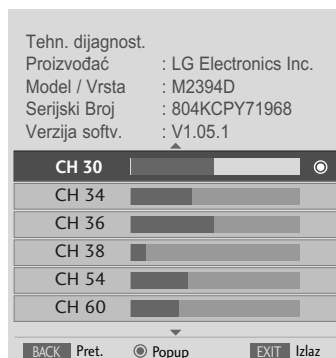 Tehn. dijagnost.
Proizvođać : LG Electronics Inc.
Model / Vrsta : M2394D
Serijski Broj : 804KCPY71968
Verzija softv. : V1.05.1
CH 30
CH 34
CH 36
CH 38
CH 54
CH 60
BACK Pret. Popup EXIT Izlaz